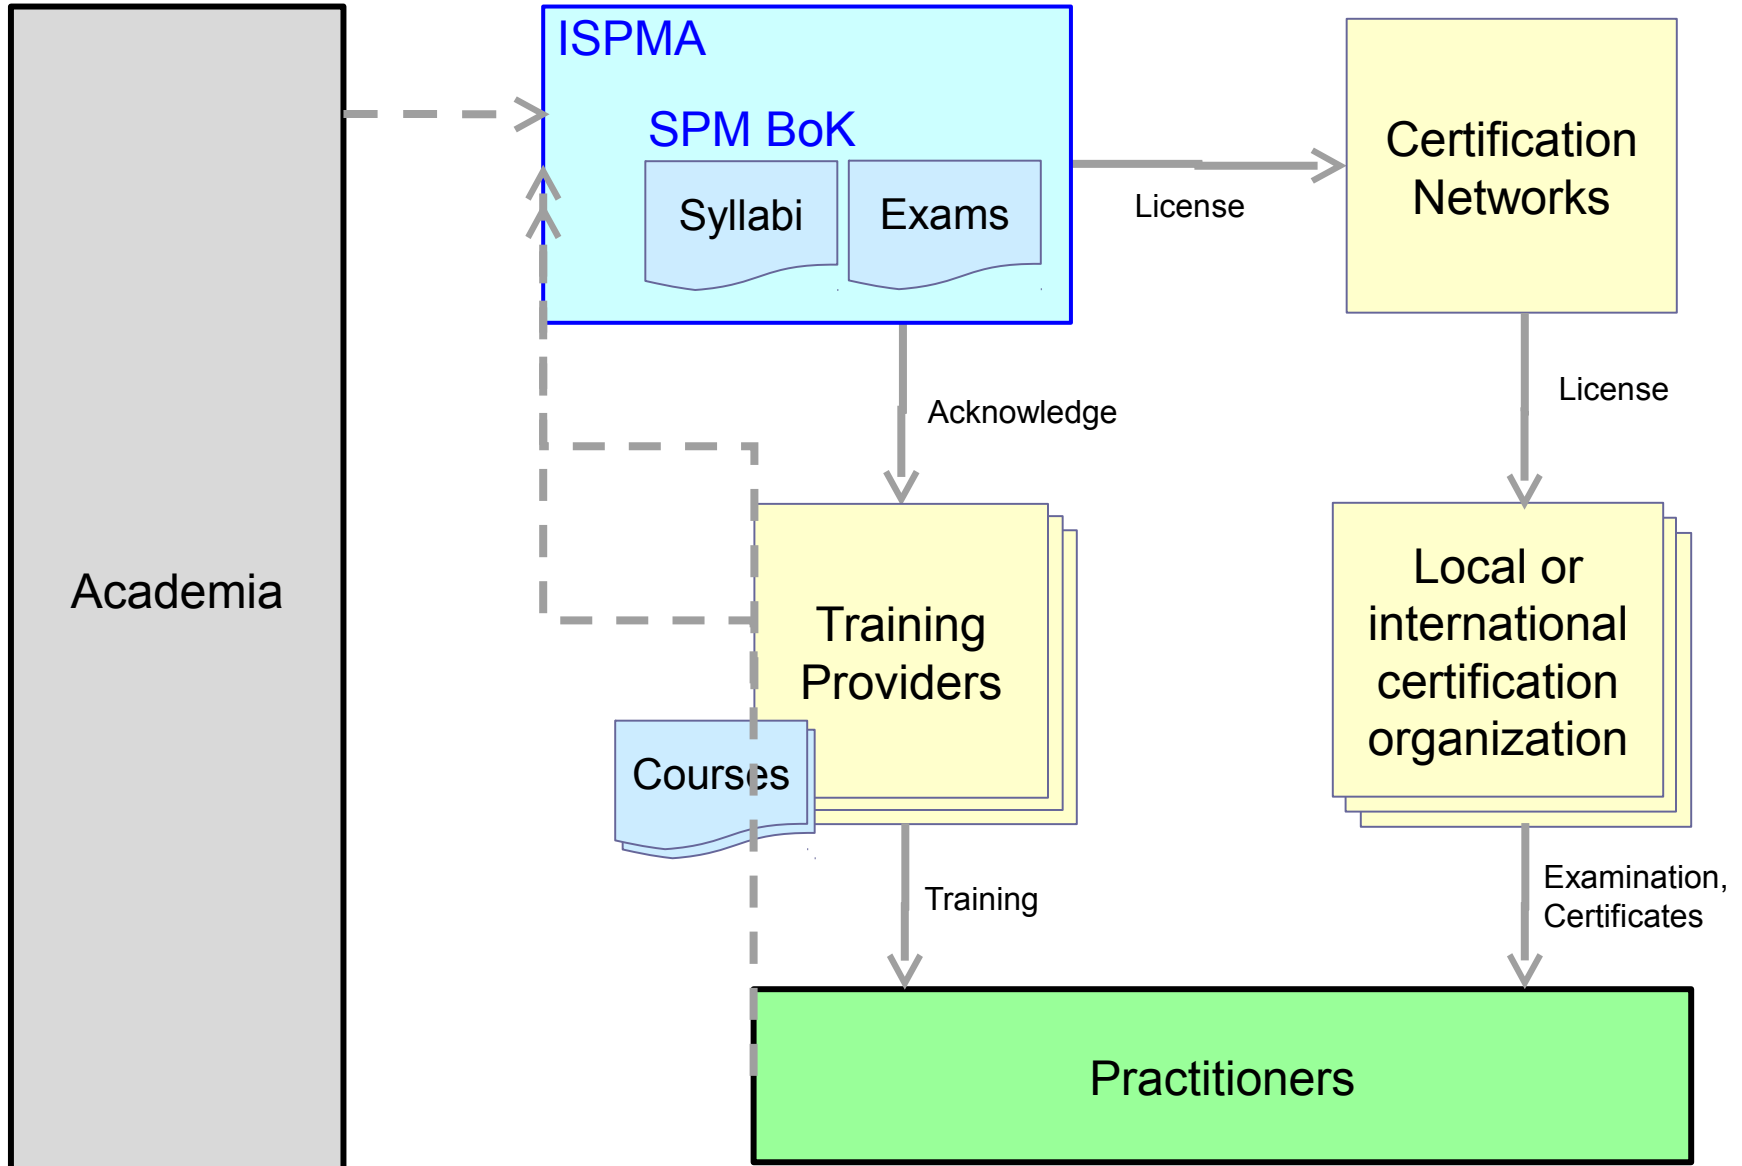 ISPMA
SPM BoK
Syllabi
Exams
License
Certification
Networks
License
Acknowledge
Academia
Training
Providers
Courses
Local or
international
certification
organization
Training
Examination,
Certificates
Practitioners